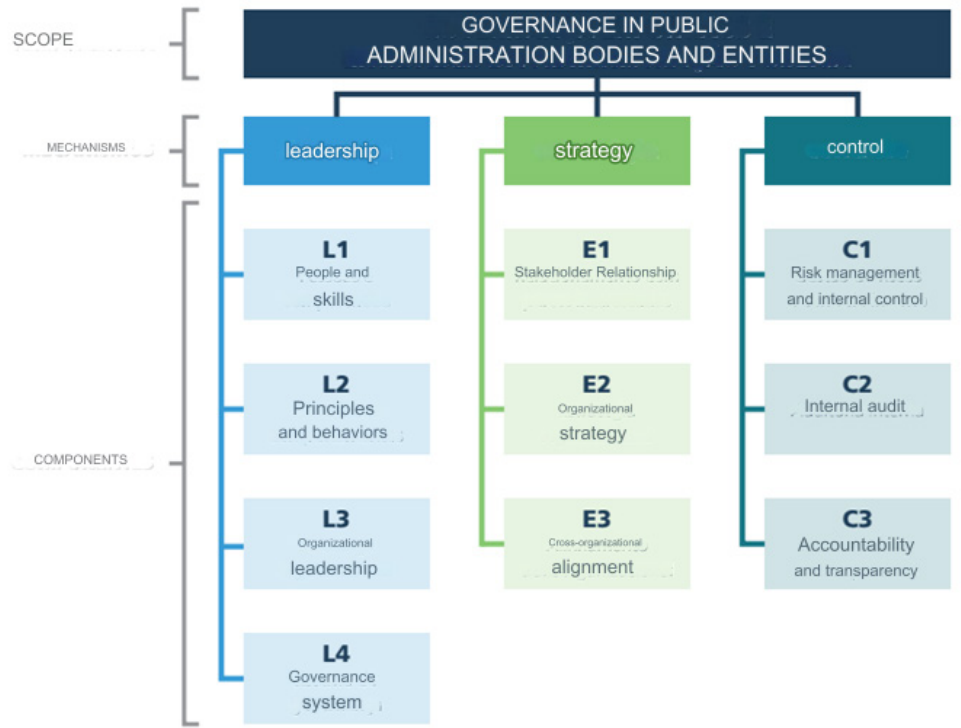 SCOPE
GOVERNANCE IN PUBLIC
ADMINISTRATION BODIES AND ENTITIES
MECHANISMS
leadership
strategy
control
COMPONENTS
L1
People and
skills
E1
Stakeholder Relationship
C1
Risk management
and internal control
L2
Principles
and behaviors
E2
Organizational
strategy
C2
Internal audit
L3
Organizational
leadership
E3
Cross-organizational
alignment
C3
Accountability
and transparency
L4
Governance
system